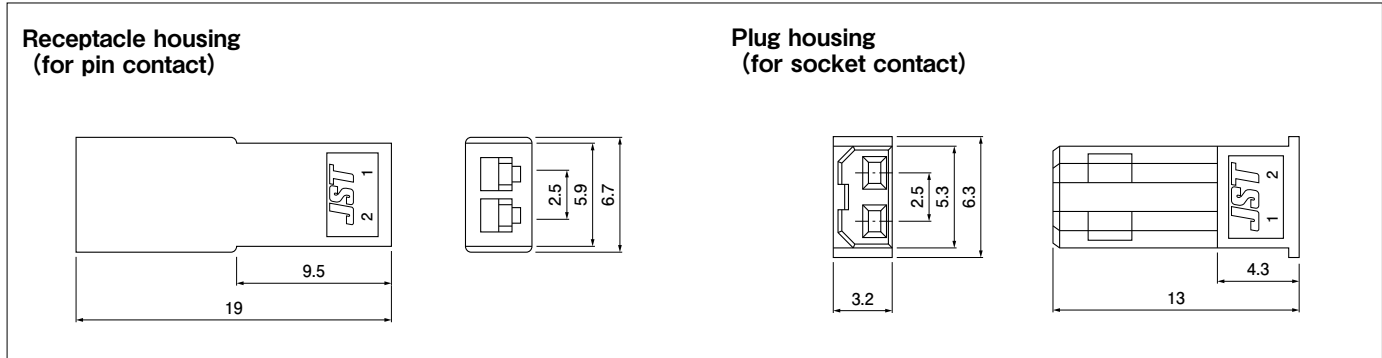 Receptacle housing
(for pin contact)
JST
1
2
9.5
19
2.5
5.9
6.7
Plug housing
(for socket contact)
2.5
5.3
6.3
3.2
JST
2
1
4.3
13